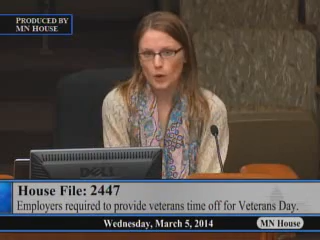 PRODUCED BY
MN HOUSE
DELL
House File: 2447
Employers required to provide veterans time off for Veterans Day.
Wednesday, March 5, 2014
MN House